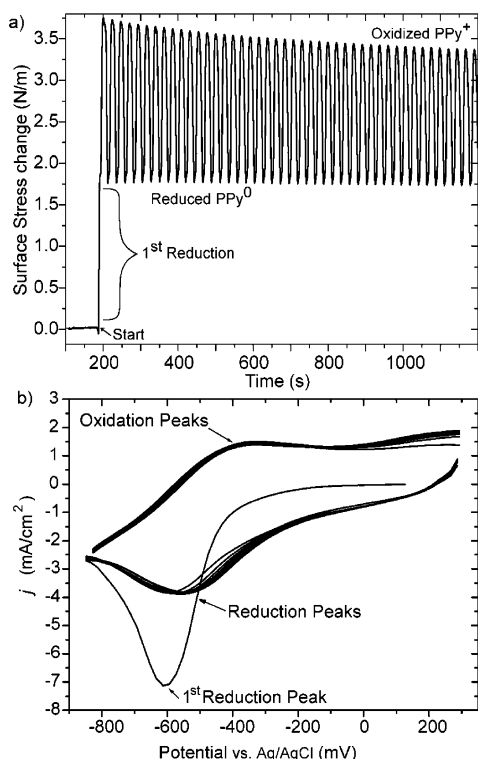 a)
Surface Stress change (N/m)
3.5
3.0
2.5
2.0
1.5
1.0
0.5
0.0
Oxidized PPy⁺
Reduced PPy⁰
1ˢᵗ Reduction
Start
200 400 600 800 1000
Time (s)
b)
j (mA/cm²)
3
2
1
0
-1
-2
-3
-4
-5
-6
-7
-8
Oxidation Peaks
Reduction Peaks
1ˢᵗ Reduction Peak
-800 -600 -400 -200 0 200
Potential vs. Ag/AgCl (mV)